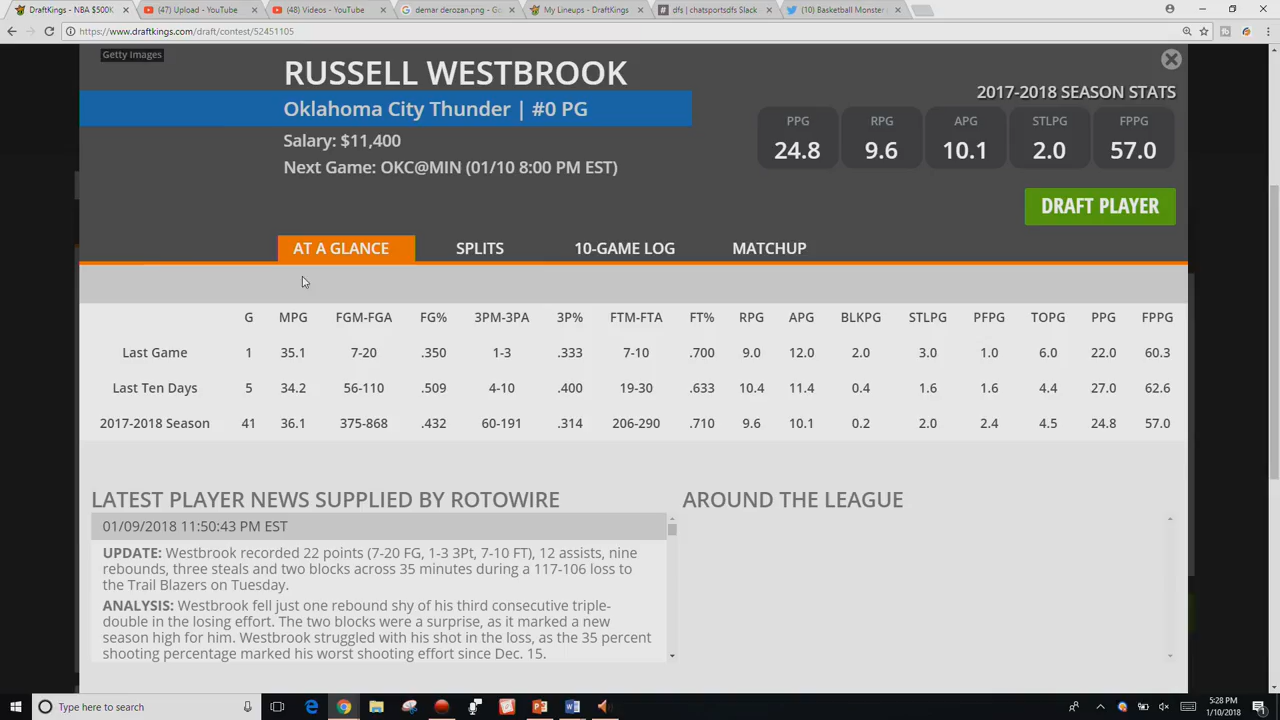 DraftKings - NBA $500K
(47) Upload - YouTube
(48) Videos - YouTube
demar derozan.png - Go
My Lineups - DraftKings
dfs | chatsportsdfs Slack
(10) Basketball Monster
https://www.draftkings.com/draft/contest/52451105
Getty Images
RUSSELL WESTBROOK
Oklahoma City Thunder | #0 PG
Salary: $11,400
Next Game: OKC@MIN (01/10 8:00 PM EST)
2017-2018 SEASON STATS
PPG RPG APG STLPG FPPG
24.8 9.6 10.1 2.0 57.0
DRAFT PLAYER
AT A GLANCE SPLITS 10-GAME LOG MATCHUP
G MPG FGM-FGA FG% 3PM-3PA 3P% FTM-FTA FT% RPG APG BLKPG STLPG PFPG TOPG PPG FPPG
Last Game 1 35.1 7-20 .350 1-3 .333 7-10 .700 9.0 12.0 2.0 3.0 1.0 6.0 22.0 60.3
Last Ten Days 5 34.2 56-110 .509 4-10 .400 19-30 .633 10.4 11.4 0.4 1.6 1.6 4.4 27.0 62.6
2017-2018 Season 41 36.1 375-868 .432 60-191 .314 206-290 .710 9.6 10.1 0.2 2.0 2.4 4.5 24.8 57.0
LATEST PLAYER NEWS SUPPLIED BY ROTOWIRE
01/09/2018 11:50:43 PM EST
UPDATE: Westbrook recorded 22 points (7-20 FG, 1-3 3Pt, 7-10 FT), 12 assists, nine
rebounds, three steals and two blocks across 35 minutes during a 117-106 loss to
the Trail Blazers on Tuesday.
ANALYSIS: Westbrook fell just one rebound shy of his third consecutive triple-
double in the losing effort. The two blocks were a surprise, as it marked a new
season high for him. Westbrook struggled with his shot in the loss, as the 35 percent
shooting percentage marked his worst shooting effort since Dec. 15.
AROUND THE LEAGUE
Type here to search
5:28 PM
1/10/2018